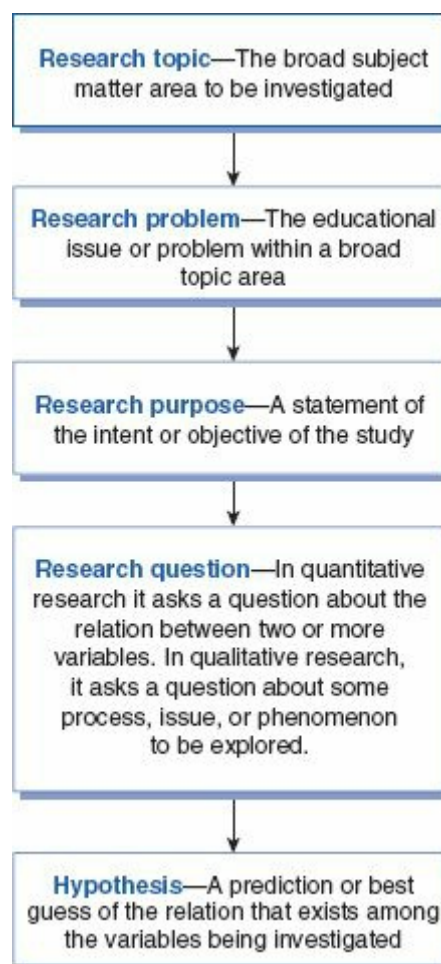 Research topic—The broad subject
matter area to be investigated
Research problem—The educational
issue or problem within a broad
topic area
Research purpose—A statement of
the intent or objective of the study
Research question—In quantitative
research it asks a question about the
relation between two or more
variables. In qualitative research,
it asks a question about some
process, issue, or phenomenon
to be explored.
Hypothesis—A prediction or best
guess of the relation that exists among
the variables being investigated